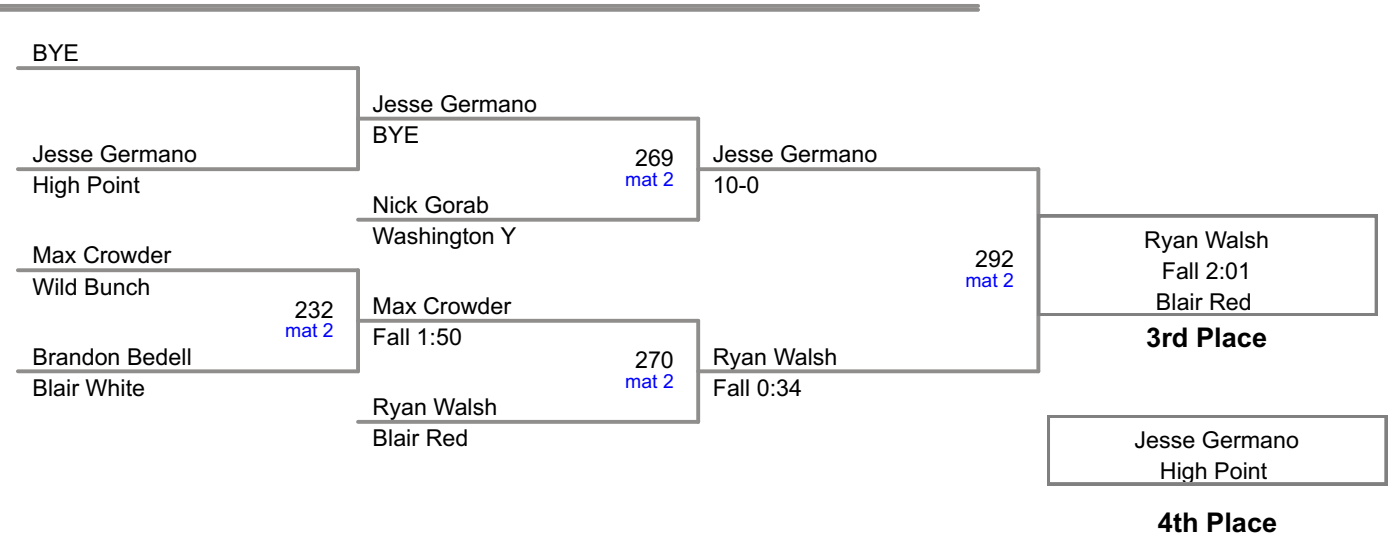 BYE
Jesse Germano
High Point
Max Crowder
Wild Bunch
232
mat 2
Brandon Bedell
Blair White
Jesse Germano
BYE
269
mat 2
Nick Gorab
Washington Y
Max Crowder
Fall 1:50
270
mat 2
Ryan Walsh
Blair Red
Jesse Germano
10-0
292
mat 2
Ryan Walsh
Fall 0:34
Ryan Walsh
Fall 2:01
Blair Red
3rd Place
Jesse Germano
High Point
4th Place